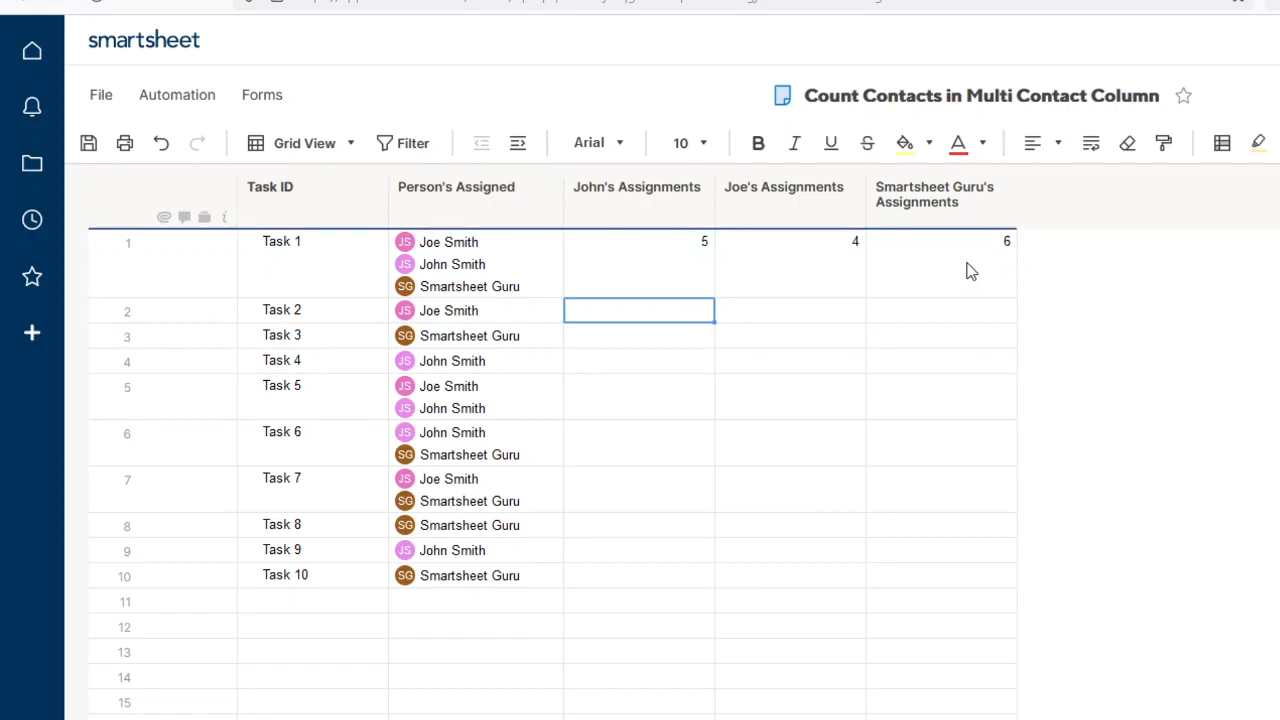 smartsheet
File Automation Forms
Count Contacts in Multi Contact Column
Grid View Filter Arial 10 B I U S A
Task ID Person's Assigned John's Assignments Joe's Assignments Smartsheet Guru's
Assignments
1 Task 1 JS Joe Smith 5 4 6
JS John Smith
SG Smartsheet Guru
2 Task 2 JS Joe Smith
3 Task 3 SG Smartsheet Guru
4 Task 4 JS John Smith
5 Task 5 JS Joe Smith
JS John Smith
6 Task 6 JS John Smith
SG Smartsheet Guru
7 Task 7 JS Joe Smith
SG Smartsheet Guru
8 Task 8 SG Smartsheet Guru
9 Task 9 JS John Smith
10 Task 10 SG Smartsheet Guru
11
12
13
14
15